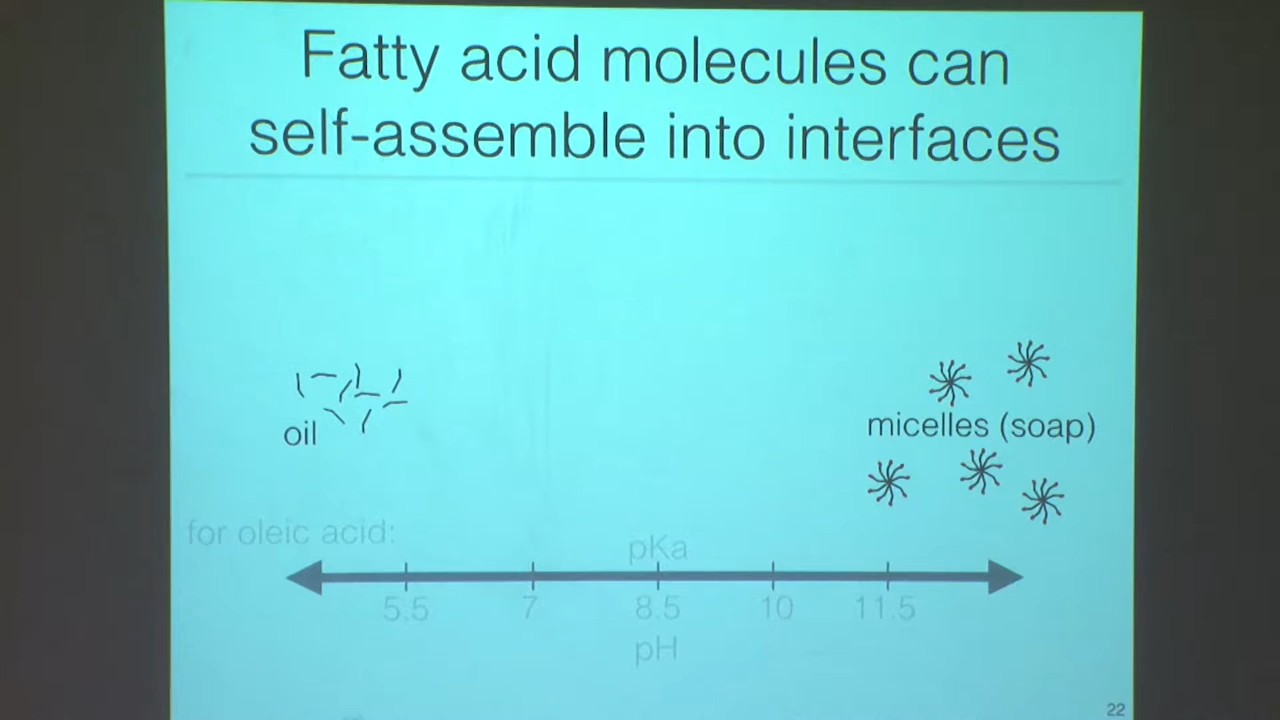 Fatty acid molecules can
self-assemble into interfaces
oil
micelles (soap)
for oleic acid:
pKa
5.5 7 8.5 10 11.5
pH
22